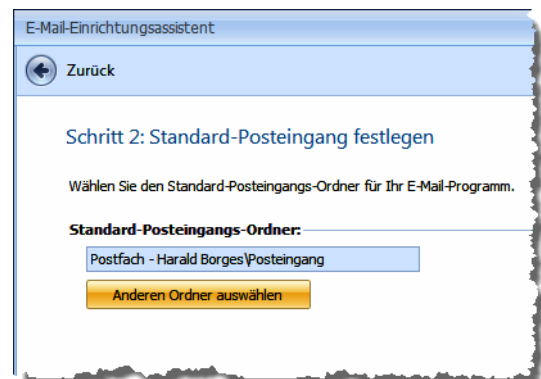 E-Mail-Einrichtungsassistent
Zurück
Schritt 2: Standard-Posteingang festlegen
Wählen Sie den Standard-Posteingangs-Ordner für Ihr E-Mail-Programm.
Standard-Posteingangs-Ordner:
Postfach - Harald Borges\Posteingang
Anderen Ordner auswählen